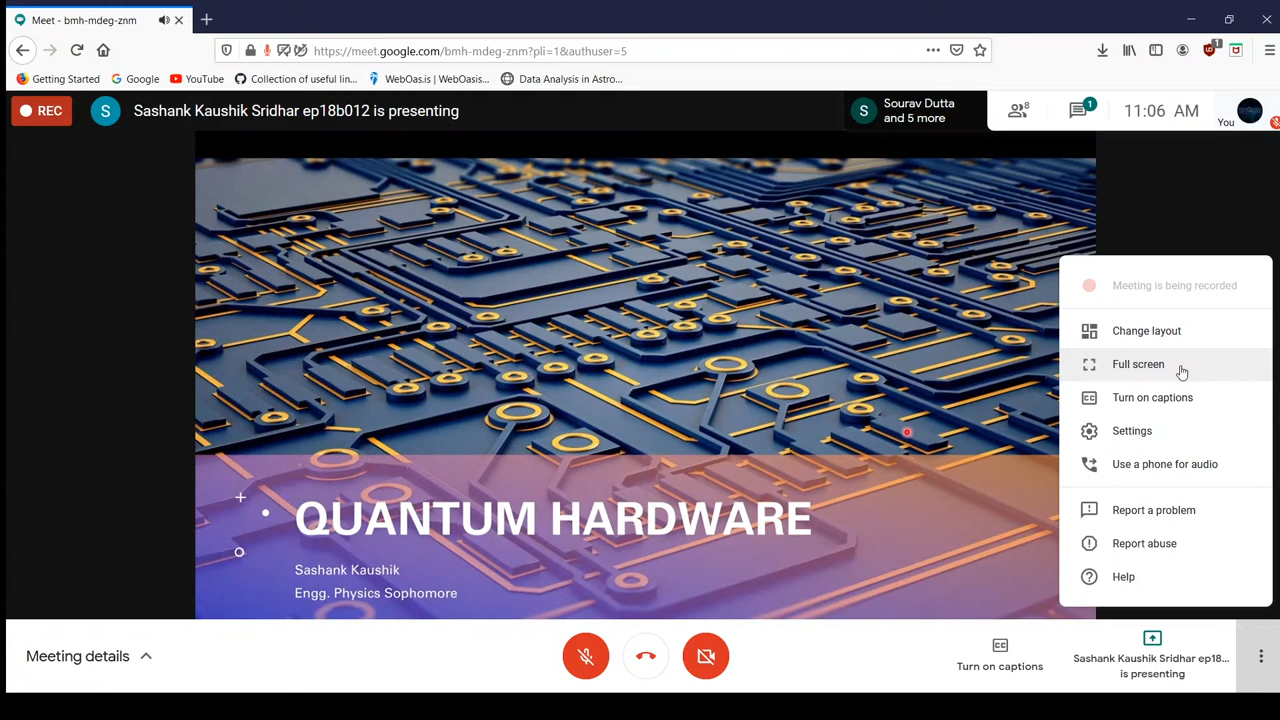 Meet - bmh-mdeg-znm
https://meet.google.com/bmh-mdeg-znm?pli=1&authuser=5
1
Getting Started
Google
YouTube
Collection of useful lin...
WebOas.is | WebOasis...
Data Analysis in Astro...
REC
S
Sashank Kaushik Sridhar ep18b012 is presenting
S
Sourav Dutta
and 5 more
8
1
11:06 AM
You
Meeting is being recorded
Change layout
Full screen
Turn on captions
Settings
Use a phone for audio
Report a problem
Report abuse
Help
QUANTUM HARDWARE
Sashank Kaushik
Engg. Physics Sophomore
Meeting details
Turn on captions
Sashank Kaushik Sridhar ep18...
is presenting